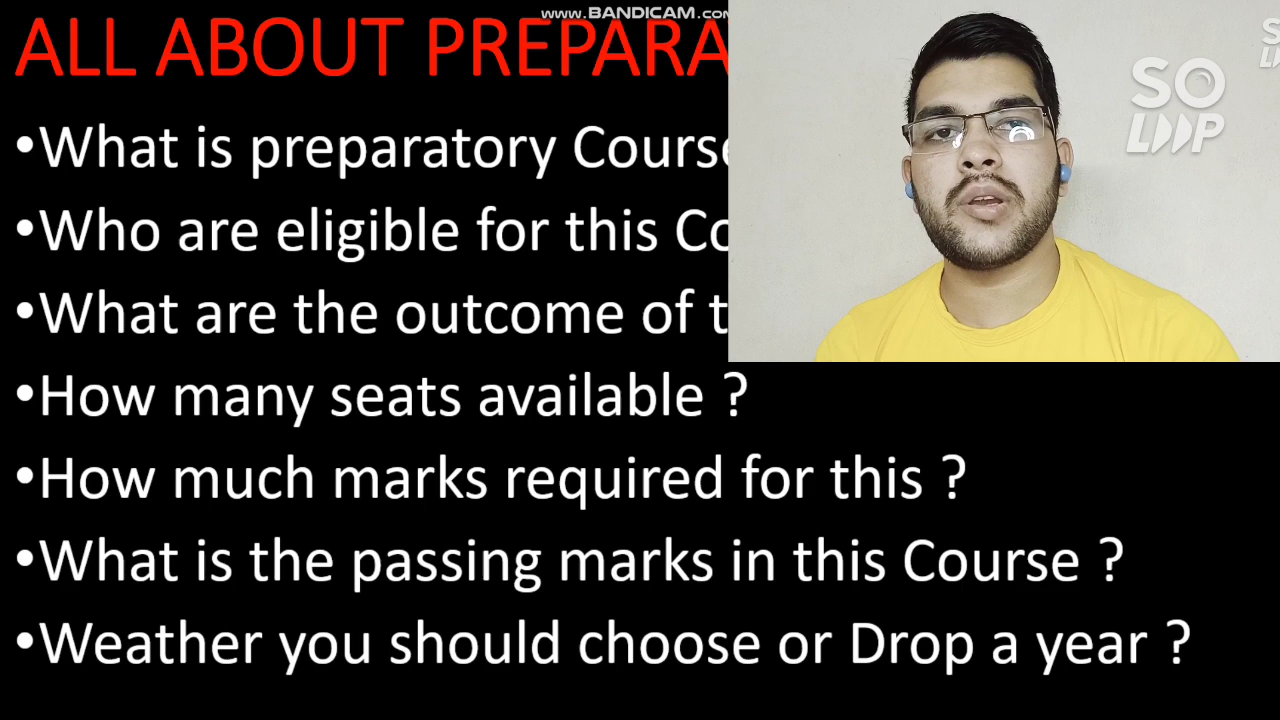 www.BANDICAM.com
ALL ABOUT PREPARA
•What is preparatory Course
•Who are eligible for this Co
•What are the outcome of t
•How many seats available ?
•How much marks required for this ?
•What is the passing marks in this Course ?
•Weather you should choose or Drop a year ?
SO
LOOP